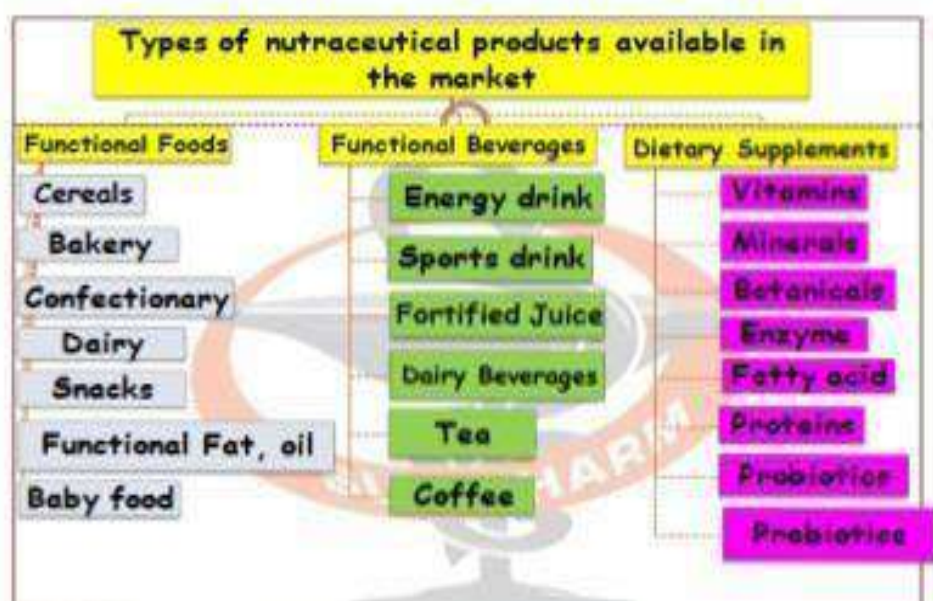 Types of nutraceutical products available in
the market
Functional Foods
Cereals
Bakery
Confectionary
Dairy
Snacks
Functional Fat, oil
Baby food
Functional Beverages
Energy drink
Sports drink
Fortified Juice
Dairy Beverages
Tea
Coffee
Dietary Supplements
Vitamins
Minerals
Botanicals
Enzyme
Fatty acid
Proteins
Probiotics